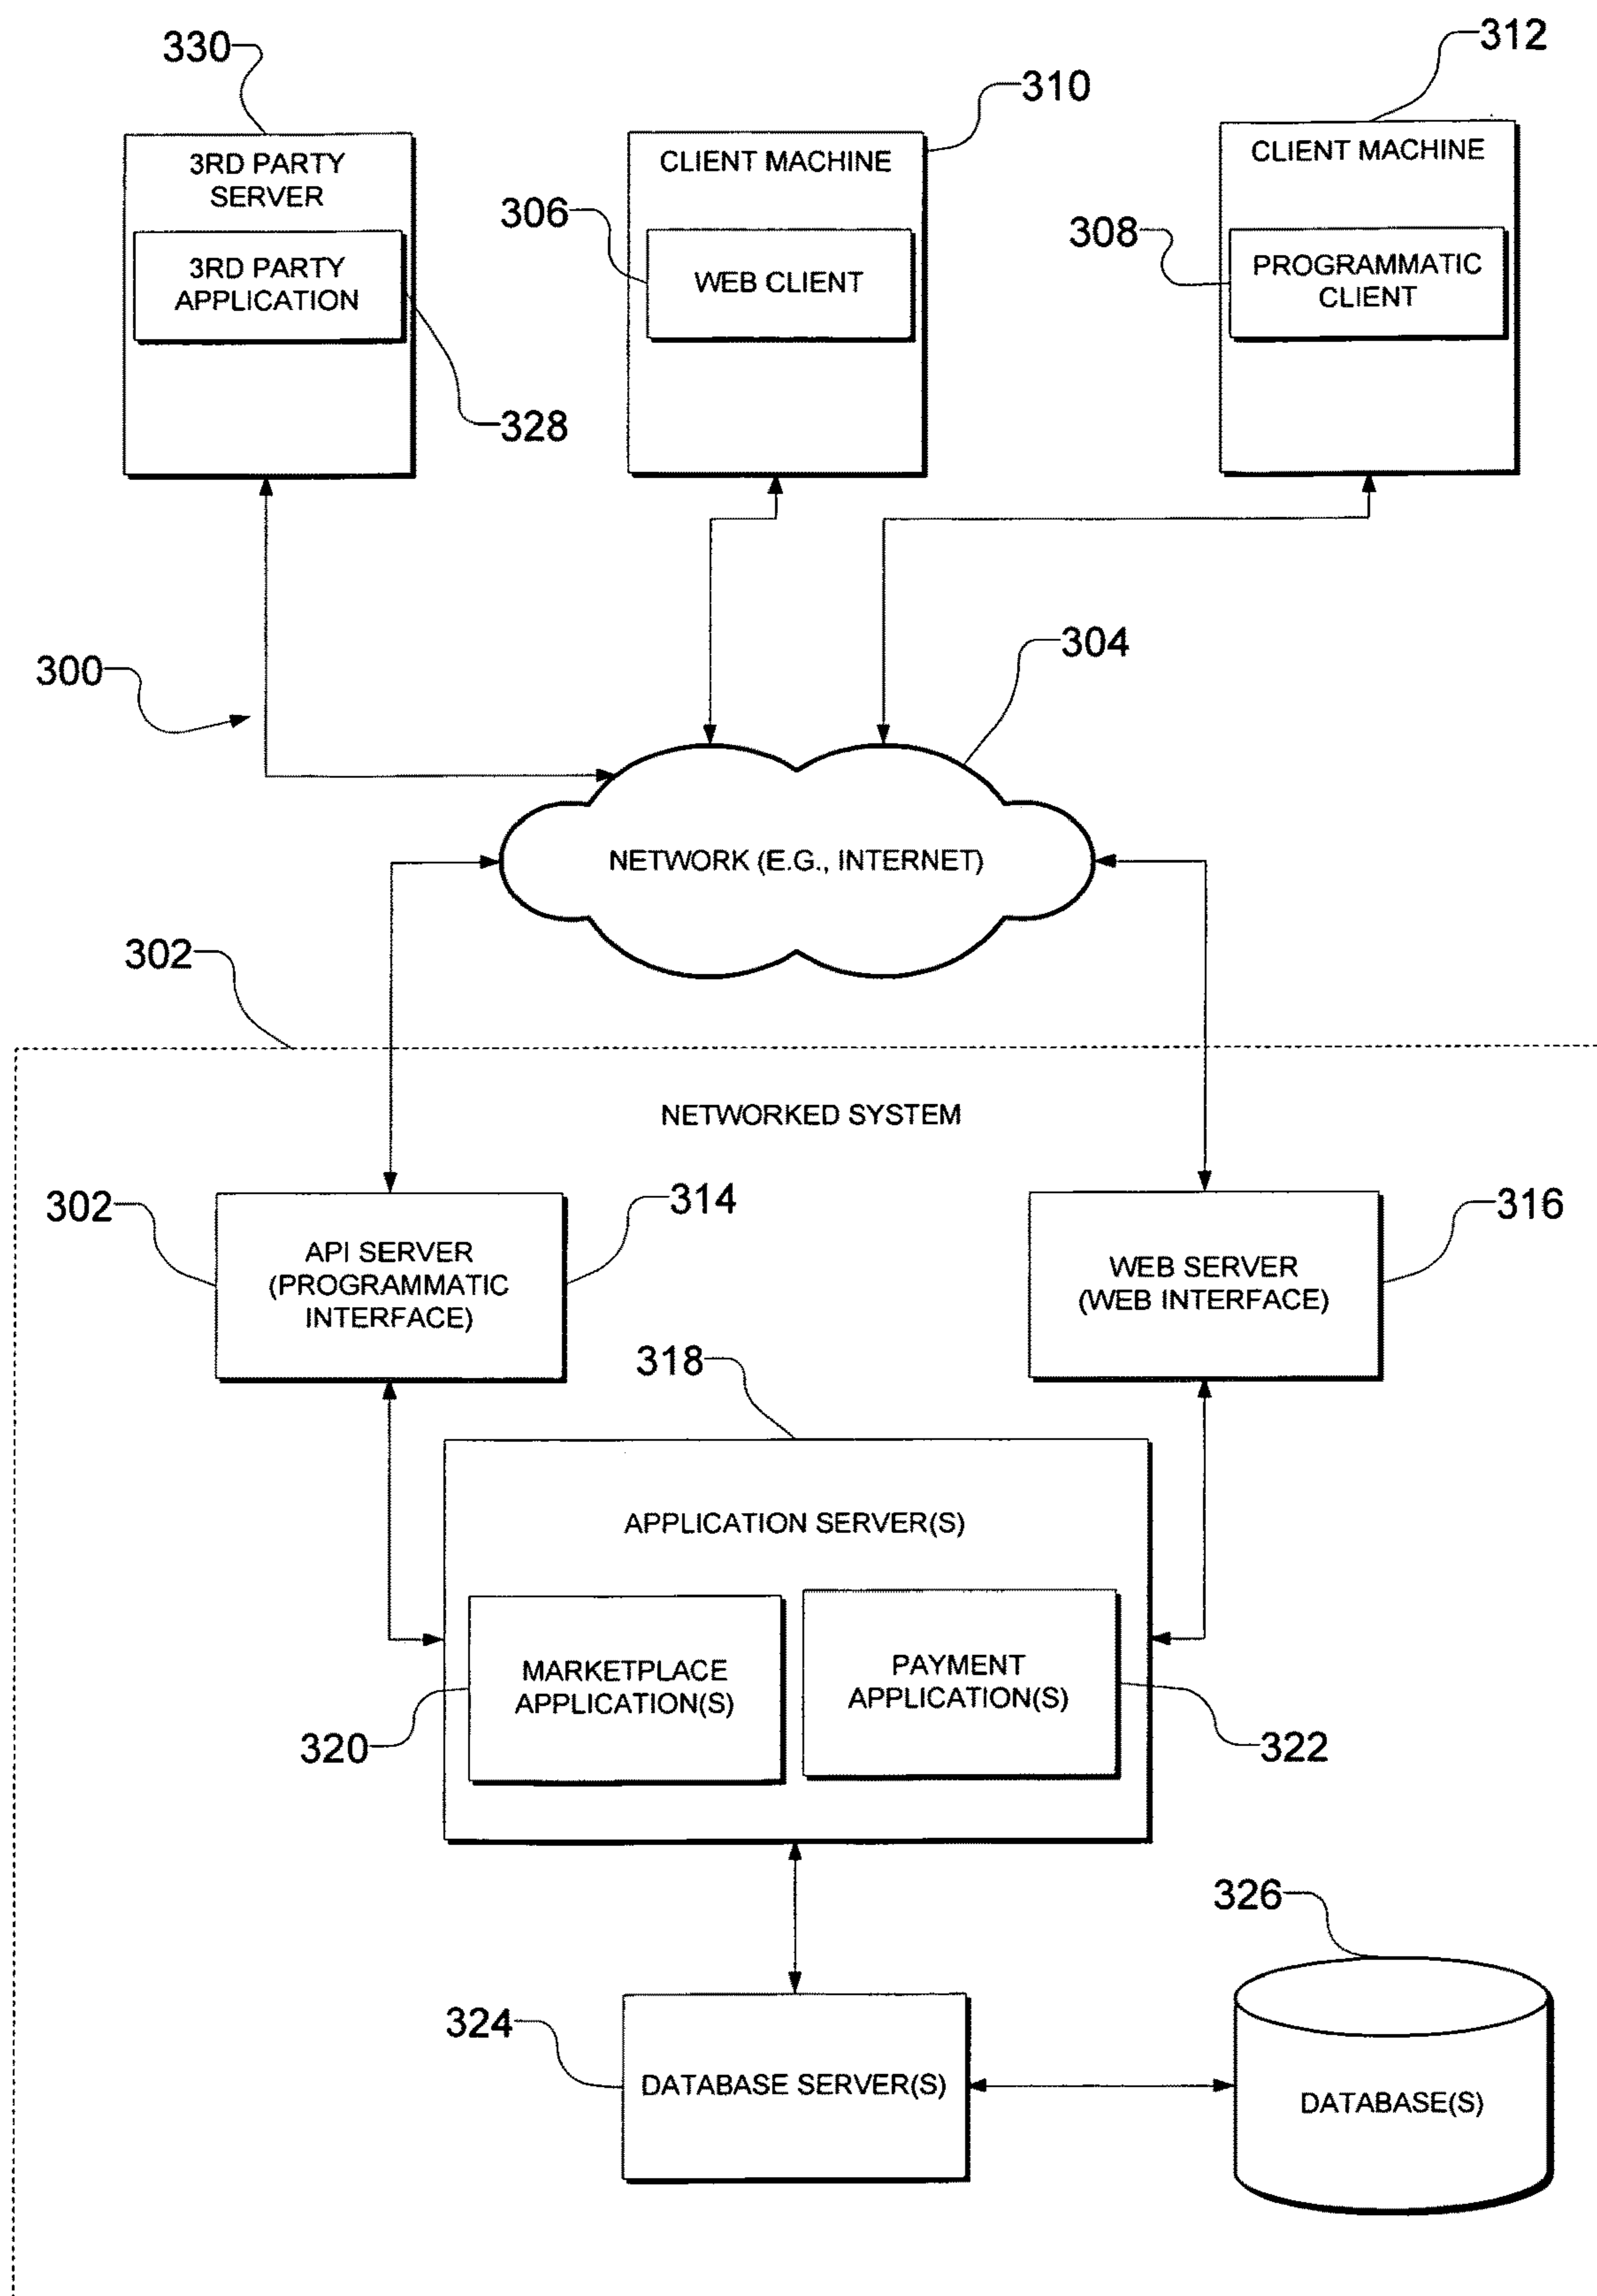 330
312
310
3RD PARTY
SERVER
CLIENT MACHINE
CLIENT MACHINE
306
308
3RD PARTY
APPLICATION
WEB CLIENT
PROGRAMMATIC
CLIENT
328
304
300
NETWORK (E.G., INTERNET)
302
NETWORKED SYSTEM
302
314
316
API SERVER
(PROGRAMMATIC
INTERFACE)
WEB SERVER
(WEB INTERFACE)
318
APPLICATION SERVER(S)
MARKETPLACE
APPLICATION(S)
PAYMENT
APPLICATION(S)
320
322
326
324
DATABASE SERVER(S)
DATABASE(S)